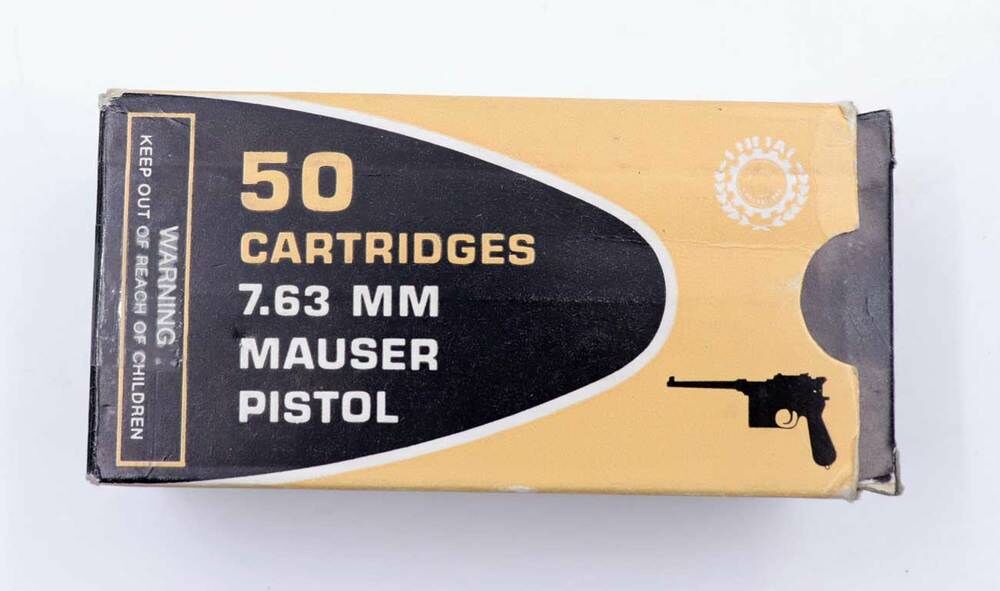 50
CARTRIDGES
7.63 MM
MAUSER
PISTOL
WARNING:
KEEP OUT OF REACH OF CHILDREN